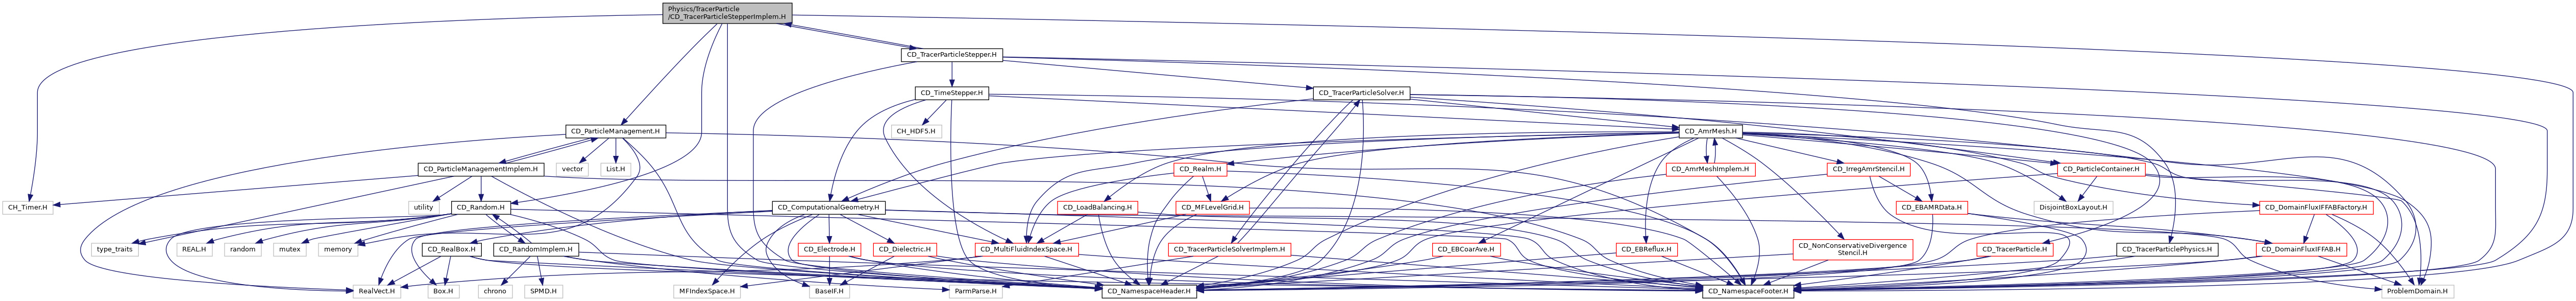 Physics/TracerParticle
/CD_TracerParticleStepperImplem.H
CD_TracerParticleStepper.H
CD_TimeStepper.H
CD_TracerParticleSolver.H
CH_HDF5.H
CD_ParticleManagement.H
CD_AmrMesh.H
CD_ParticleManagementImplem.H
vector
List.H
CD_Realm.H
CD_AmrMeshImplem.H
CD_IrregAmrStencil.H
CD_ParticleContainer.H
CH_Timer.H
utility
CD_Random.H
CD_ComputationalGeometry.H
CD_LoadBalancing.H
CD_MFLevelGrid.H
CD_EBAMRData.H
DisjointBoxLayout.H
CD_DomainFluxIFFABFactory.H
type_traits
REAL.H
random
mutex
memory
CD_RealBox.H
CD_RandomImplem.H
CD_Electrode.H
CD_Dielectric.H
CD_MultiFluidIndexSpace.H
CD_TracerParticleSolverImplem.H
CD_EBCoarAve.H
CD_EBReflux.H
CD_NonConservativeDivergence
Stencil.H
CD_TracerParticle.H
CD_TracerParticlePhysics.H
CD_DomainFluxIFFAB.H
RealVect.H
Box.H
chrono
SPMD.H
MFIndexSpace.H
BaseIF.H
ParmParse.H
CD_NamespaceHeader.H
CD_NamespaceFooter.H
ProblemDomain.H